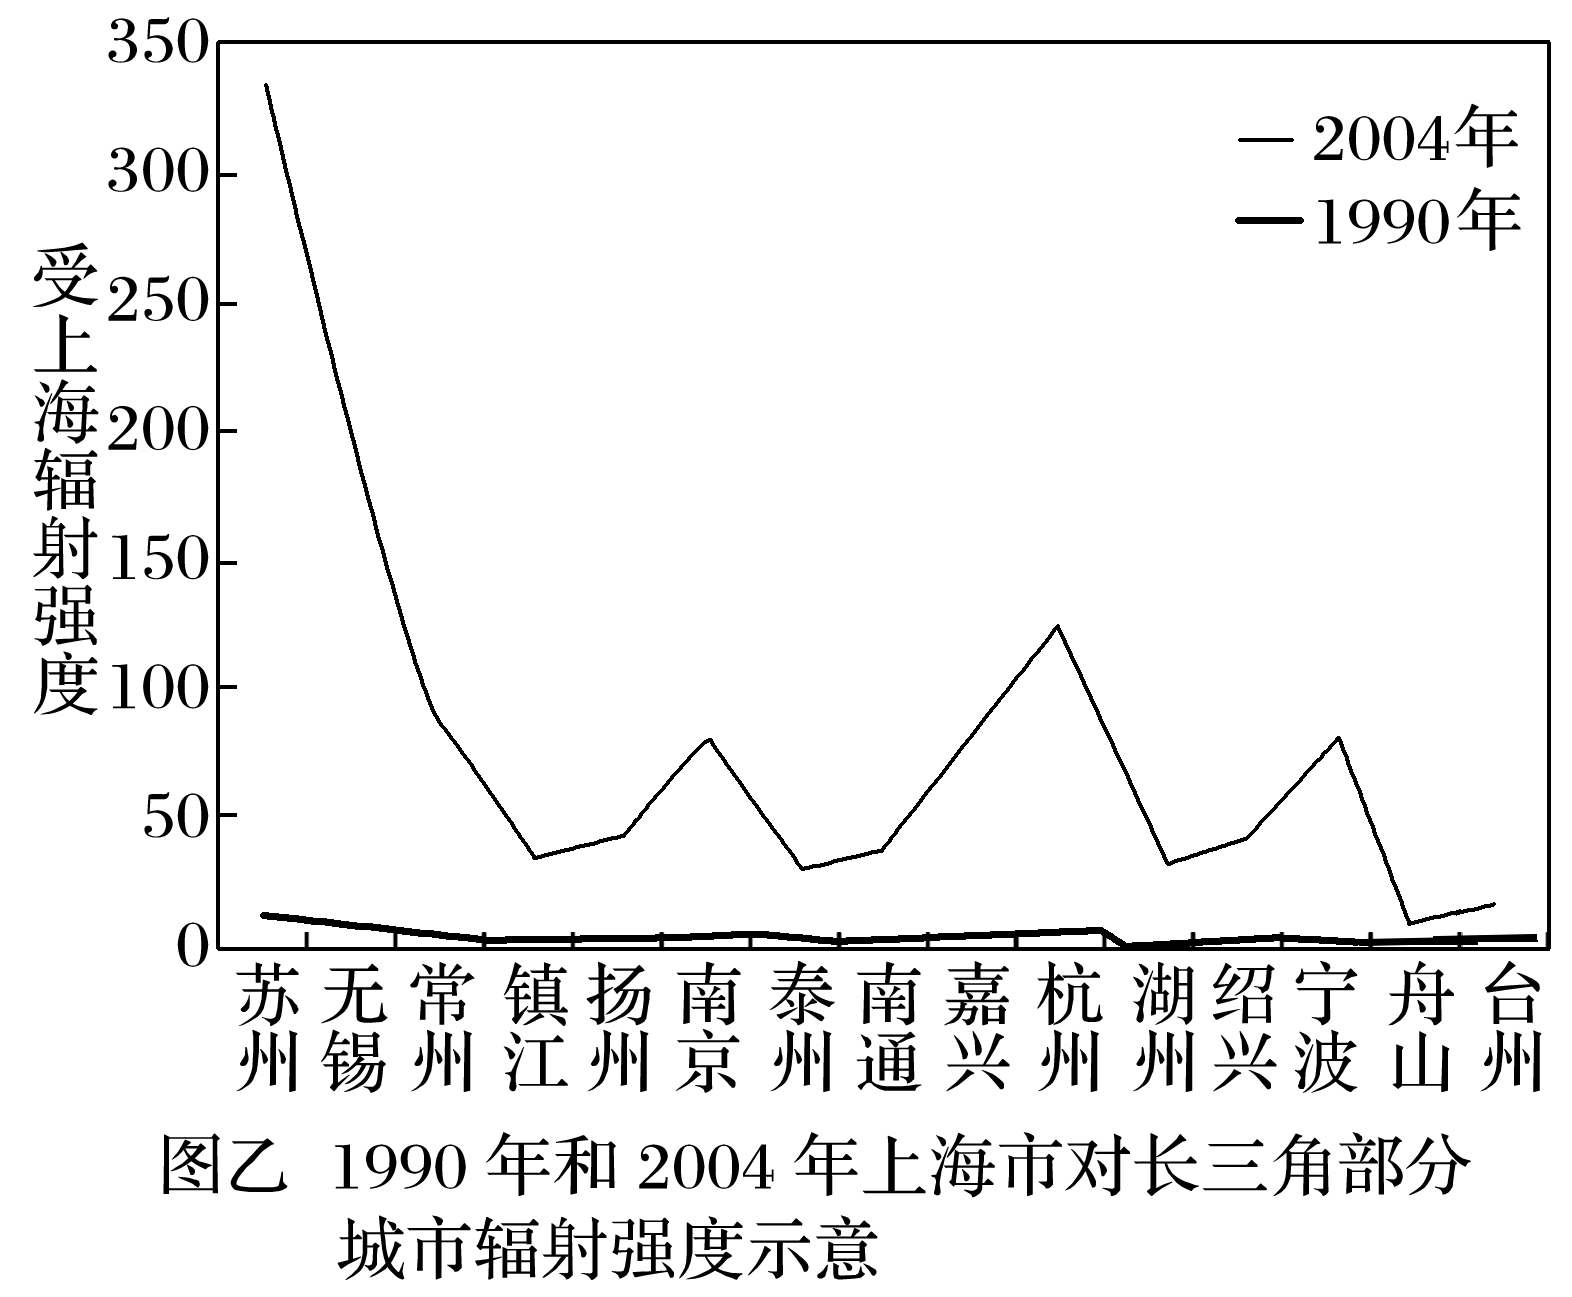 350
300
250
200
150
100
50
0
受上海辐射强度
2004年
1990年
苏州
无锡
常州
镇江
扬州
南京
泰州
南通
嘉兴
杭州
湖州
绍兴
宁波
舟山
台州
图乙 1990 年和 2004 年上海市对长三角部分
城市辐射强度示意